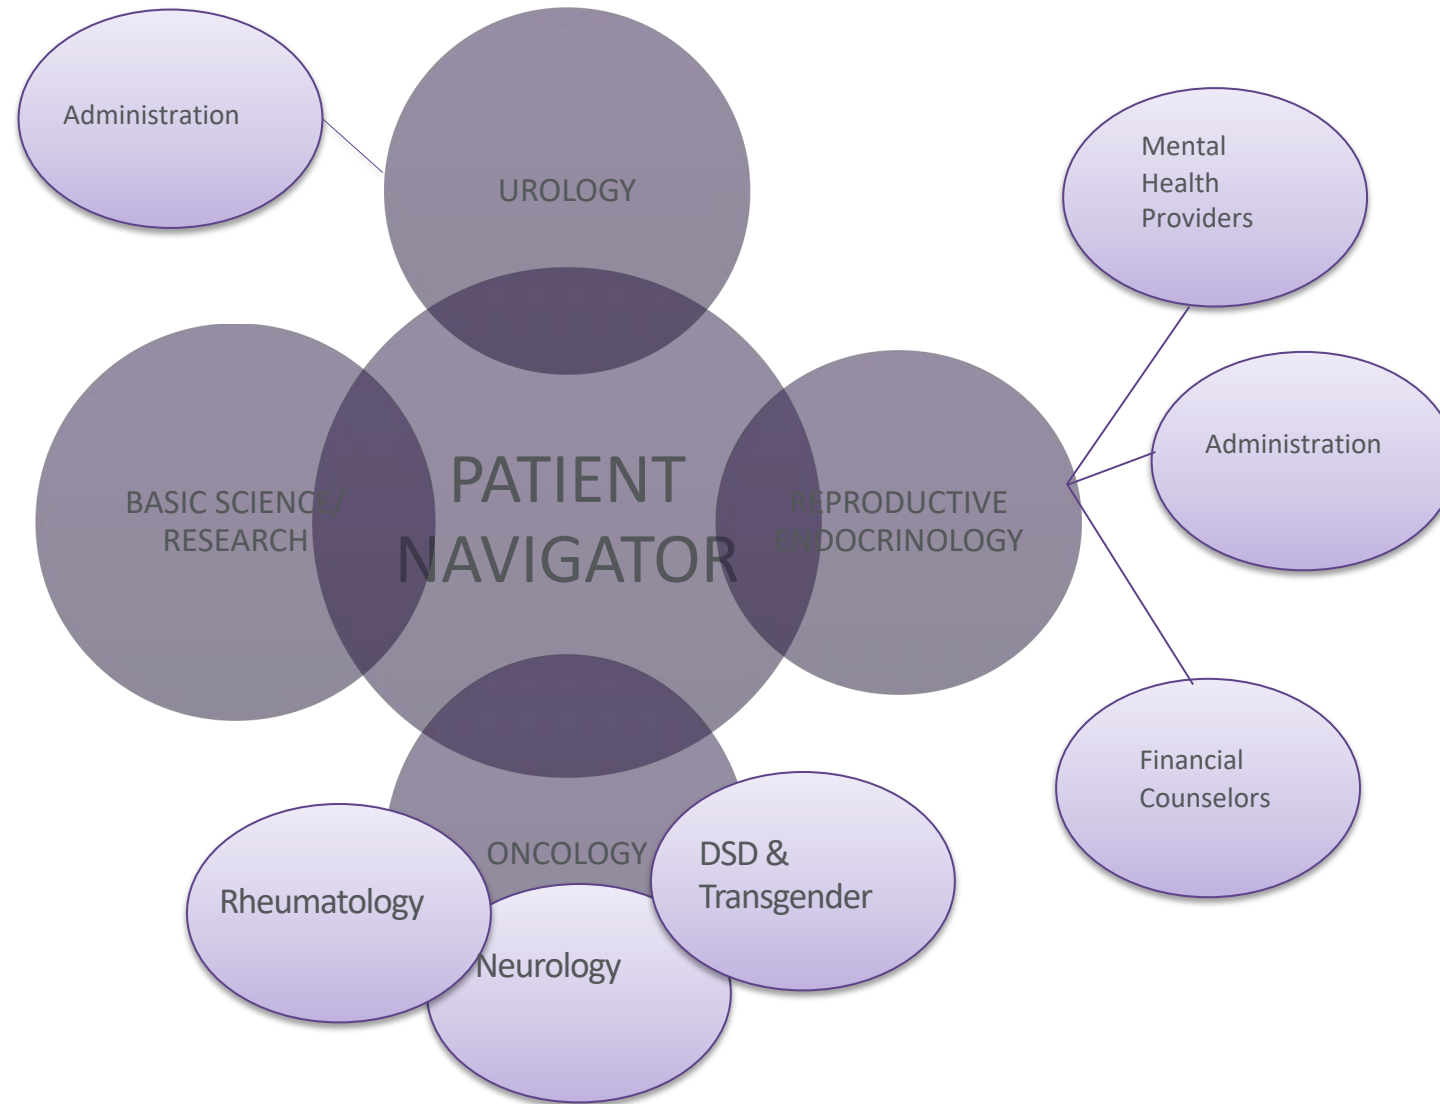 Administration
UROLOGY
Mental
Health
Providers
Administration
PATIENT
NAVIGATOR
BASIC SCIENCE/
RESEARCH
REPRODUCTIVE
ENDOCRINOLOGY
Financial
Counselors
ONCOLOGY
DSD &
Transgender
Rheumatology
Neurology